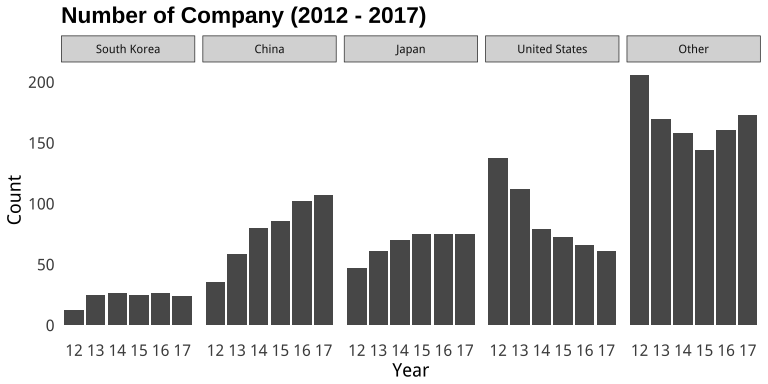 Number of Company (2012 - 2017)
South Korea
China
Japan
United States
Other
Count
200
150
100
50
0
12 13 14 15 16 17
12 13 14 15 16 17
12 13 14 15 16 17
12 13 14 15 16 17
12 13 14 15 16 17
Year